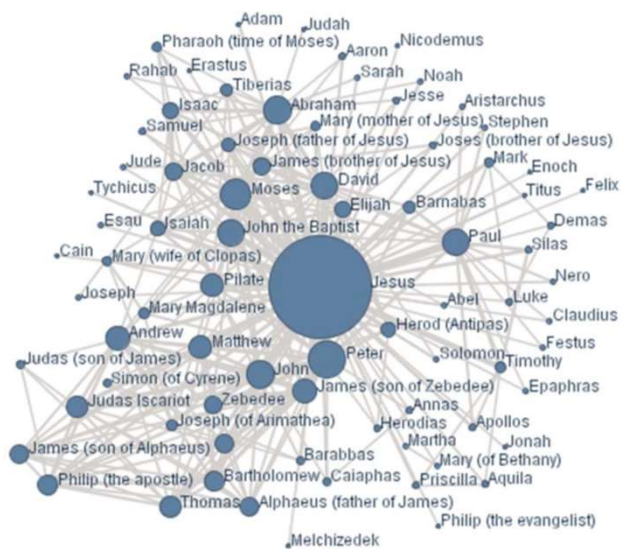 Adam
Judah
Pharaoh (time of Moses)
Nicodemus
Aaron
Rahab
Erastus
Sarah
Noah
Tiberias
Isaac
Abraham
Jesse
Aristarchus
Samuel
Mary (mother of Jesus)
Stephen
Joseph (father of Jesus)
Joses (brother of Jesus)
Jude
Jacob
James (brother of Jesus)
Mark
Enoch
Tychicus
Moses
David
Titus
Felix
Elijah
Barnabas
Esau
Isaiah
John the Baptist
Paul
Demas
Silas
Cain
Mary (wife of Clopas)
Pilate
Jesus
Nero
Joseph
Mary Magdalene
Abel
Luke
Claudius
Andrew
Matthew
Herod (Antipas)
Festus
Judas (son of James)
Peter
Solomon
Timothy
Simon (of Cyrene)
John
James (son of Zebedee)
Epaphras
Judas Iscariot
Zebedee
Annas
Joseph (of Arimathea)
Herodias
Apollos
James (son of Alphaeus)
Martha
Jonah
Barabbas
Mary (of Bethany)
Philip (the apostle)
Bartholomew
Caiaphas
Priscilla
Aquila
Thomas
Alphaeus (father of James)
Philip (the evangelist)
Melchizedek